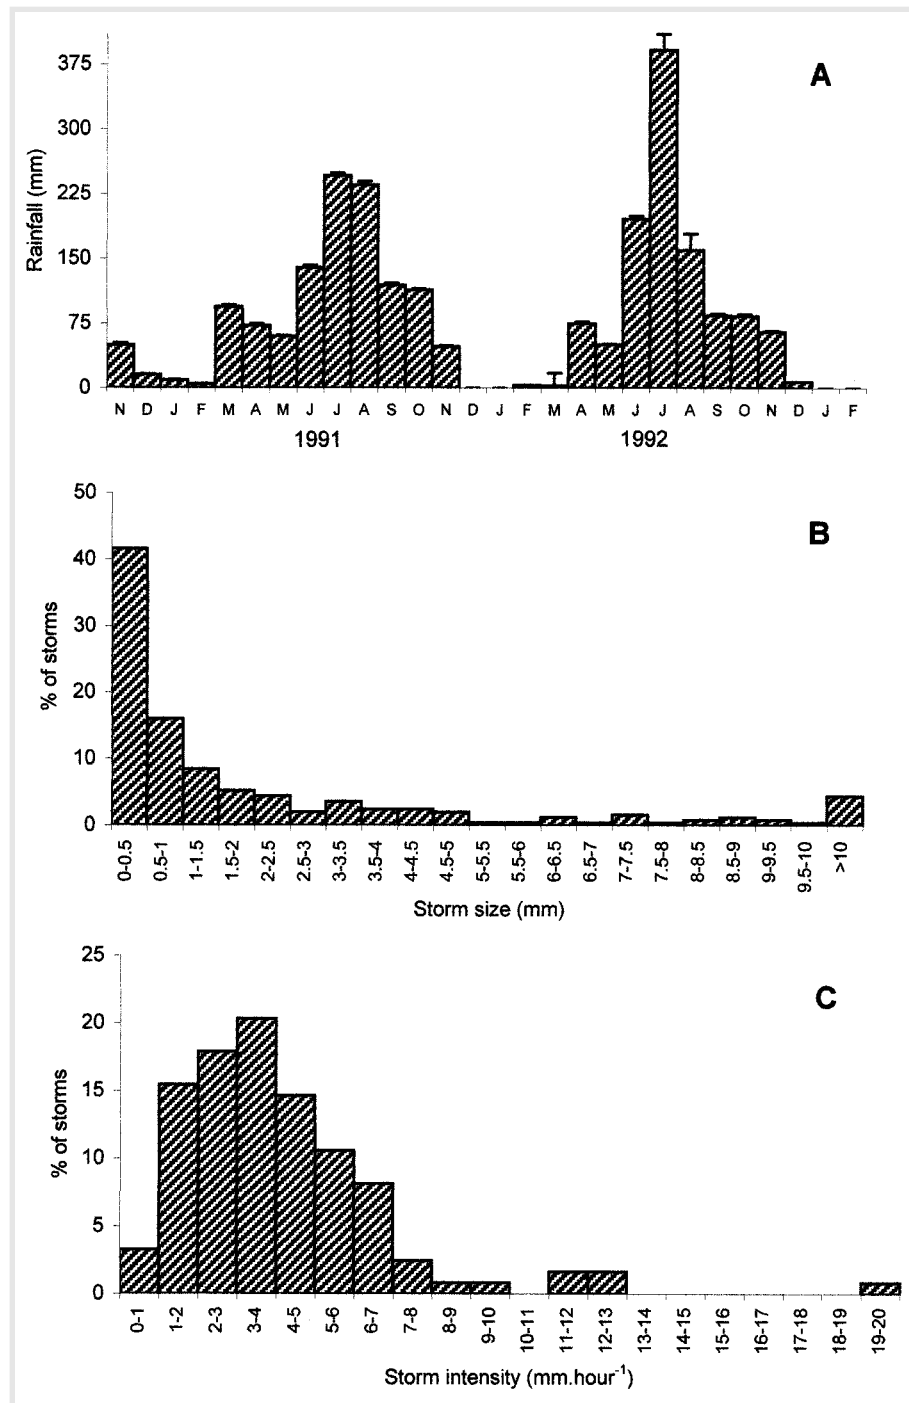 A
375
300
225
150
75
0
Rainfall (mm)
N D J F M A M J J A S O N D J F M A M J J A S O N D J F
1991 1992
B
50
40
30
20
10
0
% of storms
0-0.5 0.5-1 1-1.5 1.5-2 2-2.5 2.5-3 3-3.5 3.5-4 4-4.5 4.5-5 5-5.5 5.5-6 6-6.5 6.5-7 7-7.5 7.5-8 8-8.5 8.5-9 9-9.5 9.5-10 >10
Storm size (mm)
C
25
20
15
10
5
0
% of storms
0-1 1-2 2-3 3-4 4-5 5-6 6-7 7-8 8-9 9-10 10-11 11-12 12-13 13-14 14-15 15-16 16-17 17-18 18-19 19-20
Storm intensity (mm.hour⁻¹)